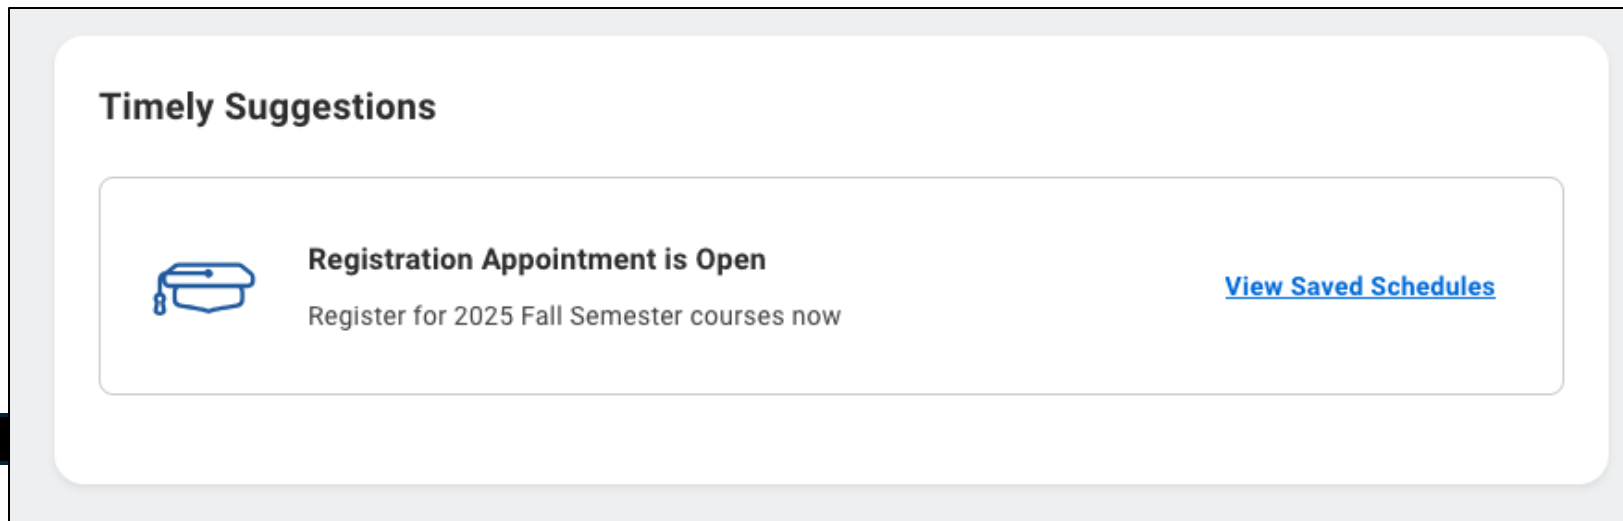 Timely Suggestions
Registration Appointment is Open
View Saved Schedules
Register for 2025 Fall Semester courses now